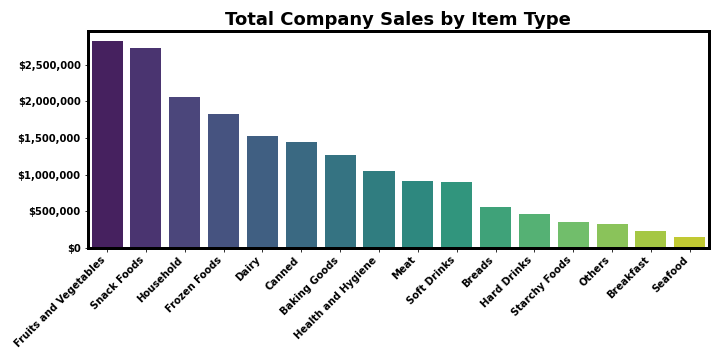 Total Company Sales by Item Type
$2,500,000
$2,000,000
$1,500,000
$1,000,000
$500,000
$0
Fruits and Vegetables
Snack Foods
Household
Frozen Foods
Dairy
Canned
Baking Goods
Health and Hygiene
Meat
Soft Drinks
Breads
Hard Drinks
Starchy Foods
Others
Breakfast
Seafood